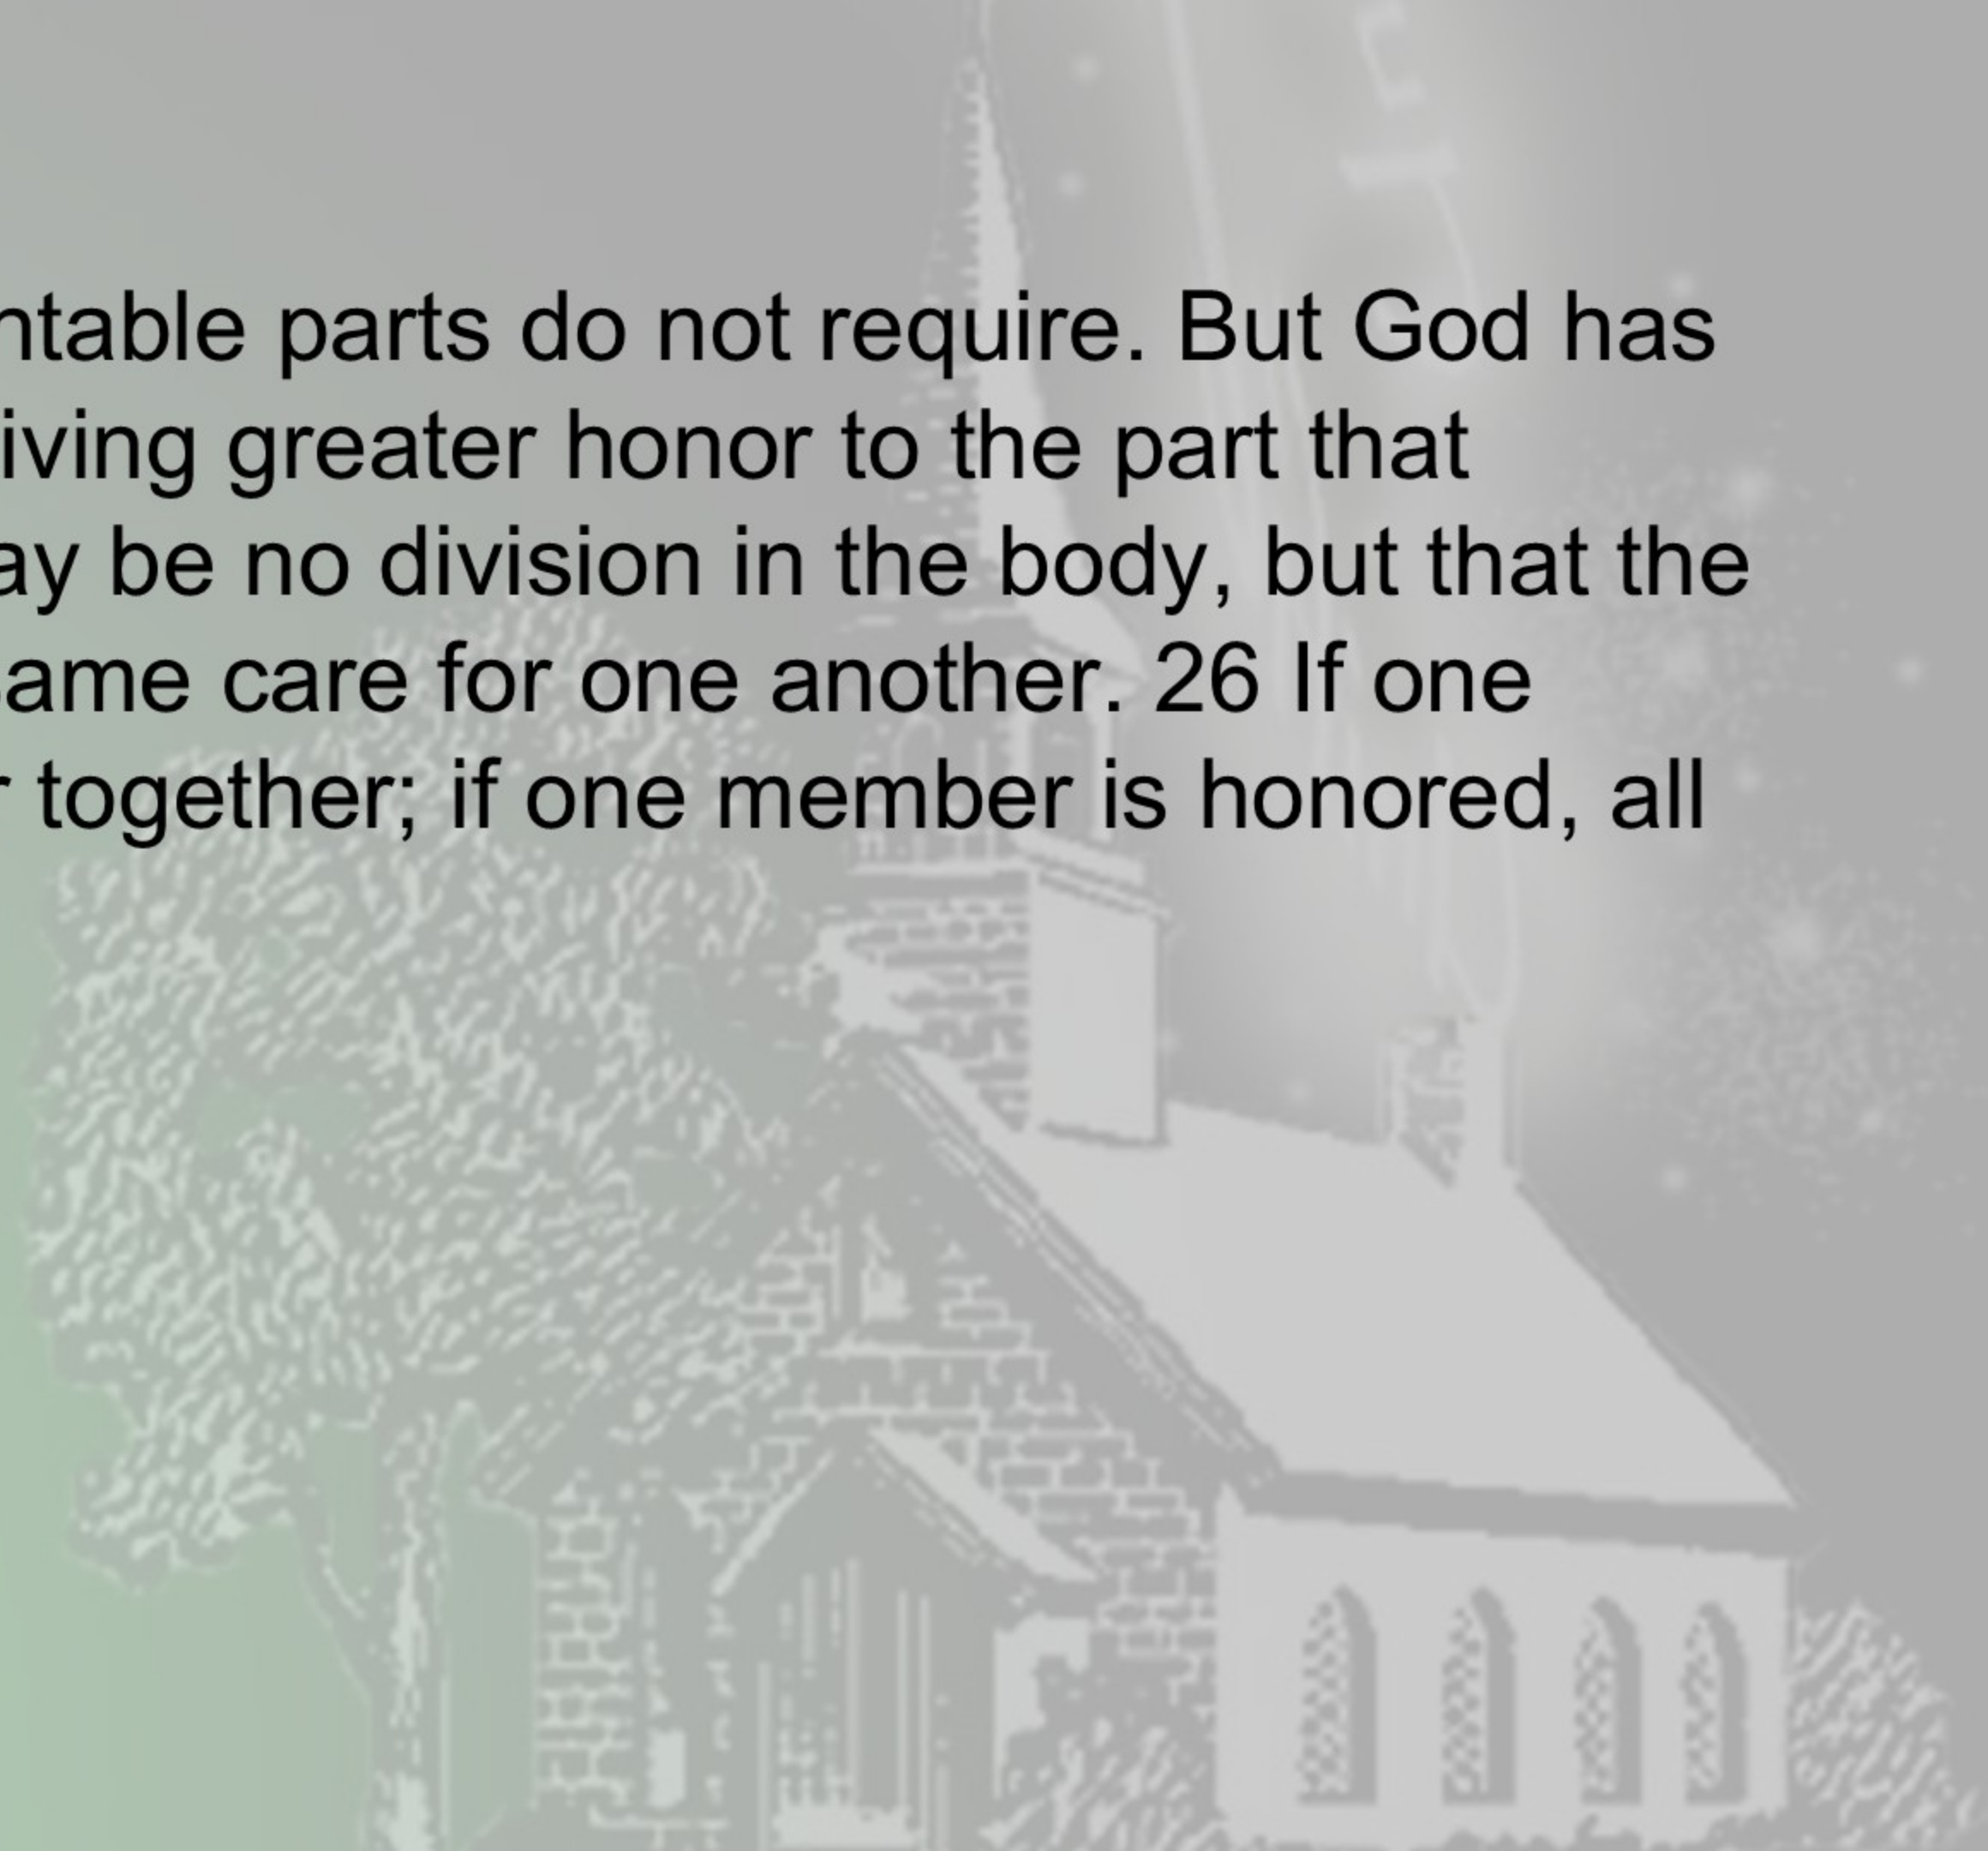 ntable parts do not require. But God has
iving greater honor to the part that
ay be no division in the body, but that the
ame care for one another. 26 If one
together; if one member is honored, all